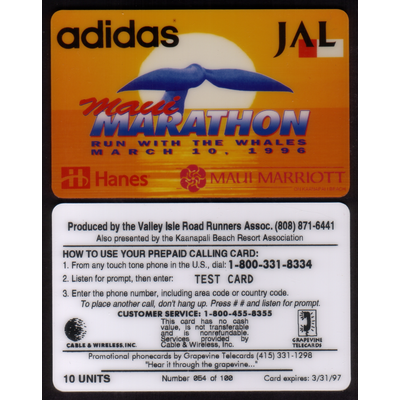 adidas
JAL
Maui
MARATHON
RUN WITH THE WHALES
MARCH 10, 1996
Hanes
MAUI MARRIOTT
Produced by the Valley Isle Road Runners Assoc. (808) 871-6441
Also presented by the Kaanapali Beach Resort Association
HOW TO USE YOUR PREPAID CALLING CARD:
1. From any touch tone phone in the U.S., dial: 1-800-331-8334
2. Listen for prompt, then enter: TEST CARD
3. Enter the phone number, including area code or country code.
To place another call, don't hang up. Press # # and listen for prompt.
CUSTOMER SERVICE: 1-800-455-8355
This card has no cash
value, is not transferable
and is nonrefundable.
Services provided by
Cable & Wireless, Inc.
CABLE & WIRELESS, INC.
GRAPEVINE
TELECARDS
Promotional phonecards by Grapevine Telecards (415) 331-1298
"Hear it through the grapevine..."
10 UNITS
Number 054 of 100
Card expires: 3/31/97